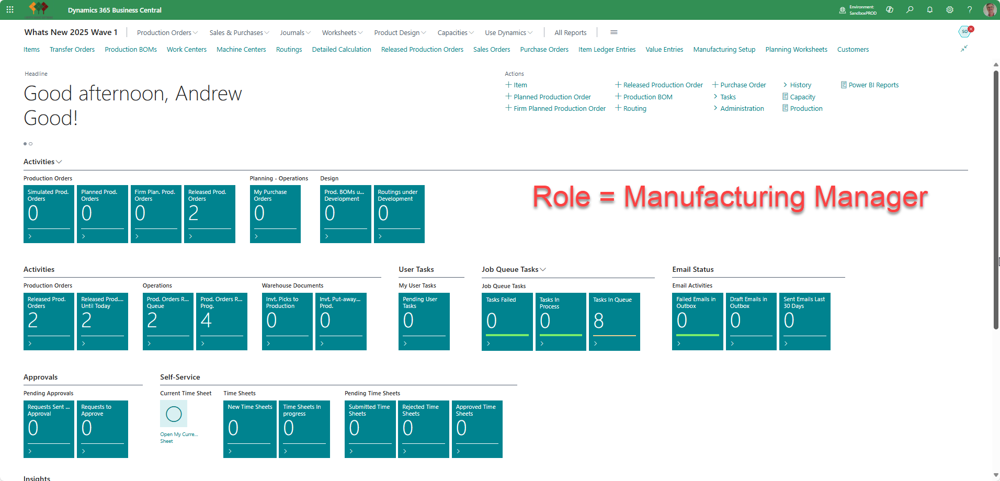 Dynamics 365 Business Central
Environment:
SandboxPROD
Whats New 2025 Wave 1
Production Orders
Sales & Purchases
Journals
Worksheets
Product Design
Capacities
Use Dynamics
All Reports
SO
Items
Transfer Orders
Production BOMs
Work Centers
Machine Centers
Routings
Detailed Calculation
Released Production Orders
Sales Orders
Purchase Orders
Item Ledger Entries
Value Entries
Manufacturing Setup
Planning Worksheets
Customers
Headline
Good afternoon, Andrew
Good!
Actions
+ Item
+ Planned Production Order
+ Firm Planned Production Order
+ Released Production Order
+ Production BOM
+ Routing
+ Purchase Order
> Tasks
> Administration
> History
Capacity
Production
Power BI Reports
Activities
Production Orders
Simulated Prod.
Orders
0
Planned Prod.
Orders
0
Firm Plan. Prod.
Orders
0
Released Prod.
Orders
2
Planning - Operations
My Purchase
Orders
0
Design
Prod. BOMs u...
Development
0
Routings under
Development
0
Role = Manufacturing Manager
Activities
Production Orders
Released Prod.
Orders
2
Released Prod....
Until Today
2
Operations
Prod. Orders R...
Queue
2
Prod. Orders R...
Prog.
4
Warehouse Documents
Invt. Picks to
Production
0
Invt. Put-away...
Prod.
0
User Tasks
My User Tasks
Pending User
Tasks
0
Job Queue Tasks
Job Queue Tasks
Tasks Failed
0
Tasks In
Process
0
Tasks In Queue
8
Email Status
Email Activities
Failed Emails in
Outbox
0
Draft Emails in
Outbox
0
Sent Emails Last
30 Days
0
Approvals
Pending Approvals
Requests Sent ...
Approval
0
Requests to
Approve
0
Self-Service
Current Time Sheet
Open My Curre...
Sheet
Time Sheets
New Time Sheets
0
Time Sheets In
progress
0
Pending Time Sheets
Submitted Time
Sheets
0
Rejected Time
Sheets
0
Approved Time
Sheets
0
Insights